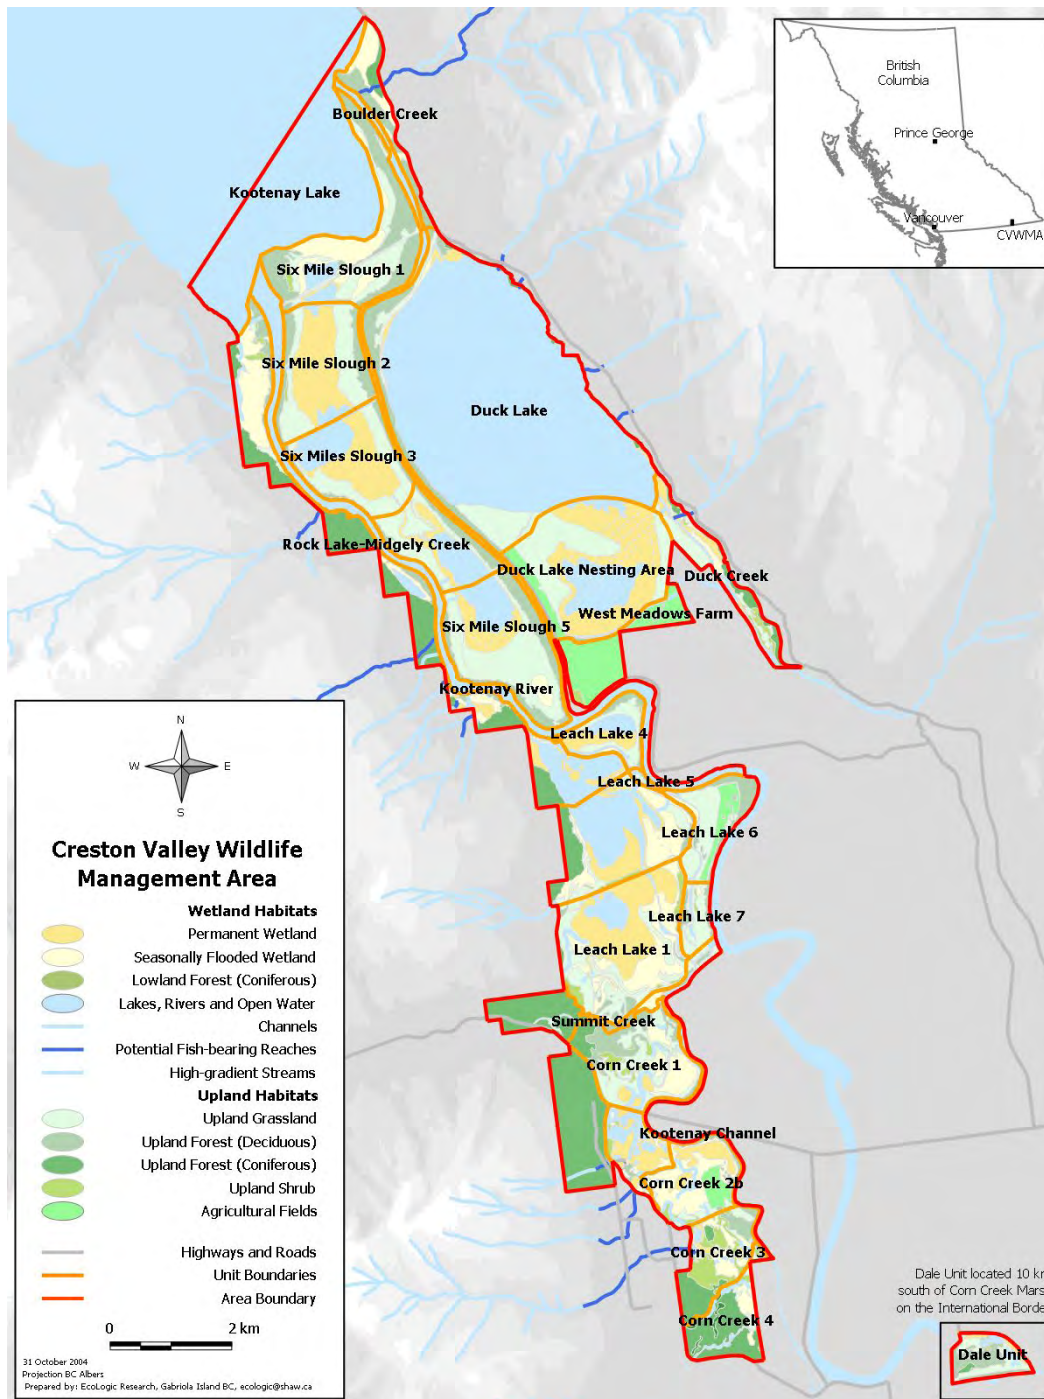 British
Columbia
Prince George
Vancouver
CVWMA
Boulder Creek
Kootenay Lake
Six Mile Slough 1
Six Mile Slough 2
Duck Lake
Six Miles Slough 3
Rock Lake-Midgely Creek
Duck Lake Nesting Area
Duck Creek
West Meadows Farm
Six Mile Slough 5
Kootenay River
Leach Lake 4
Leach Lake 5
Leach Lake 6
Leach Lake 7
Leach Lake 1
Summit Creek
Corn Creek 1
Kootenay Channel
Corn Creek 2b
Corn Creek 3
Corn Creek 4
N
W
E
S
Creston Valley Wildlife
Management Area
Wetland Habitats
Permanent Wetland
Seasonally Flooded Wetland
Lowland Forest (Coniferous)
Lakes, Rivers and Open Water
Channels
Potential Fish-bearing Reaches
High-gradient Streams
Upland Habitats
Upland Grassland
Upland Forest (Deciduous)
Upland Forest (Coniferous)
Upland Shrub
Agricultural Fields
Highways and Roads
Unit Boundaries
Area Boundary
0 2 km
31 October 2004
Projection BC Albers
Prepared by: EcoLogic Research, Gabriola Island BC, ecologic@shaw.ca
Dale Unit located 10 k
south of Corn Creek Mars
on the International Borde
Dale Unit